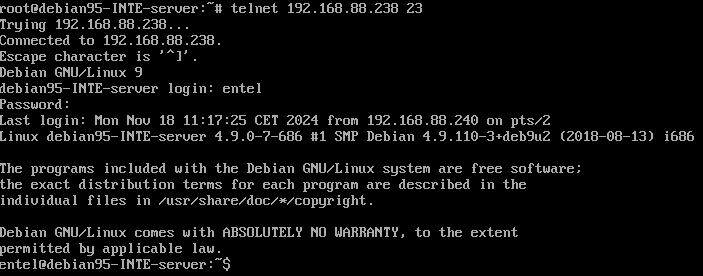 root@debian95-INTE-server:~# telnet 192.168.88.238 23
Trying 192.168.88.238...
Connected to 192.168.88.238.
Escape character is '^]'.
Debian GNU/Linux 9
debian95-INTE-server login: entel
Password:
Last login: Mon Nov 18 11:17:25 CET 2024 from 192.168.88.240 on pts/2
Linux debian95-INTE-server 4.9.0-7-686 #1 SMP Debian 4.9.110-3+deb9u2 (2018-08-13) i686

The programs included with the Debian GNU/Linux system are free software;
the exact distribution terms for each program are described in the
individual files in /usr/share/doc/*/copyright.

Debian GNU/Linux comes with ABSOLUTELY NO WARRANTY, to the extent
permitted by applicable law.
entel@debian95-INTE-server:~$